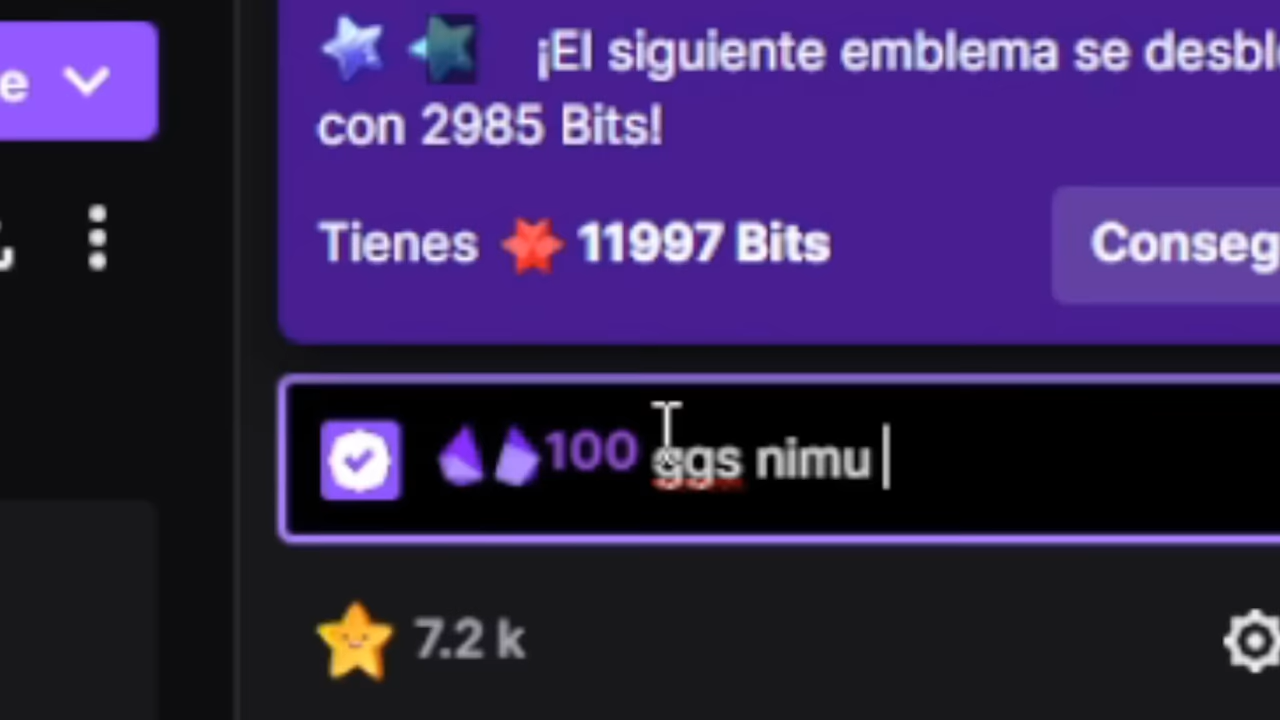 e
¡El siguiente emblema se desbl
con 2985 Bits!
Tienes 11997 Bits
Conseg
100 ggs nimu
7.2 k